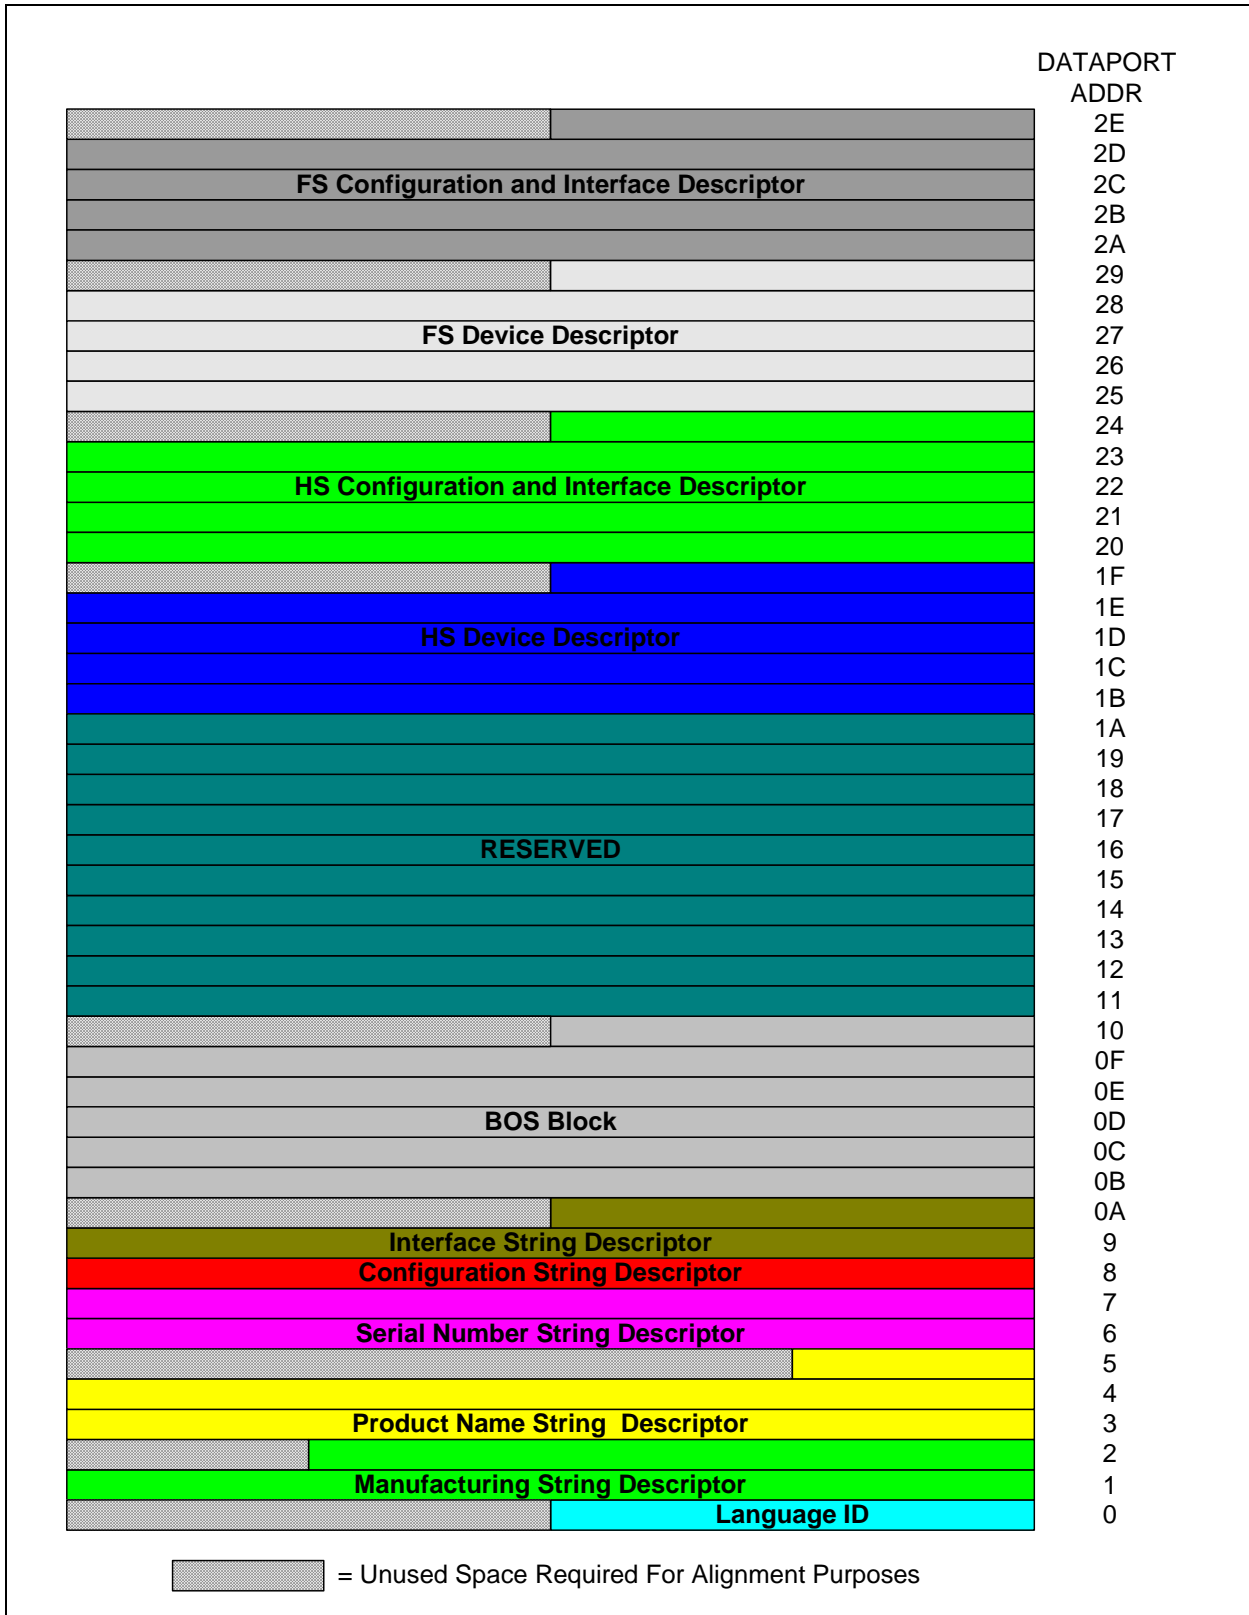 DATAPORT
ADDR
2E
2D
FS Configuration and Interface Descriptor 2C
2B
2A
29
28
FS Device Descriptor 27
26
25
24
23
HS Configuration and Interface Descriptor 22
21
20
1F
1E
HS Device Descriptor 1D
1C
1B
1A
19
18
17
RESERVED 16
15
14
13
12
11
10
0F
0E
BOS Block 0D
0C
0B
0A
Interface String Descriptor 9
Configuration String Descriptor 8
7
Serial Number String Descriptor 6
5
4
Product Name String Descriptor 3
2
Manufacturing String Descriptor 1
Language ID 0
= Unused Space Required For Alignment Purposes